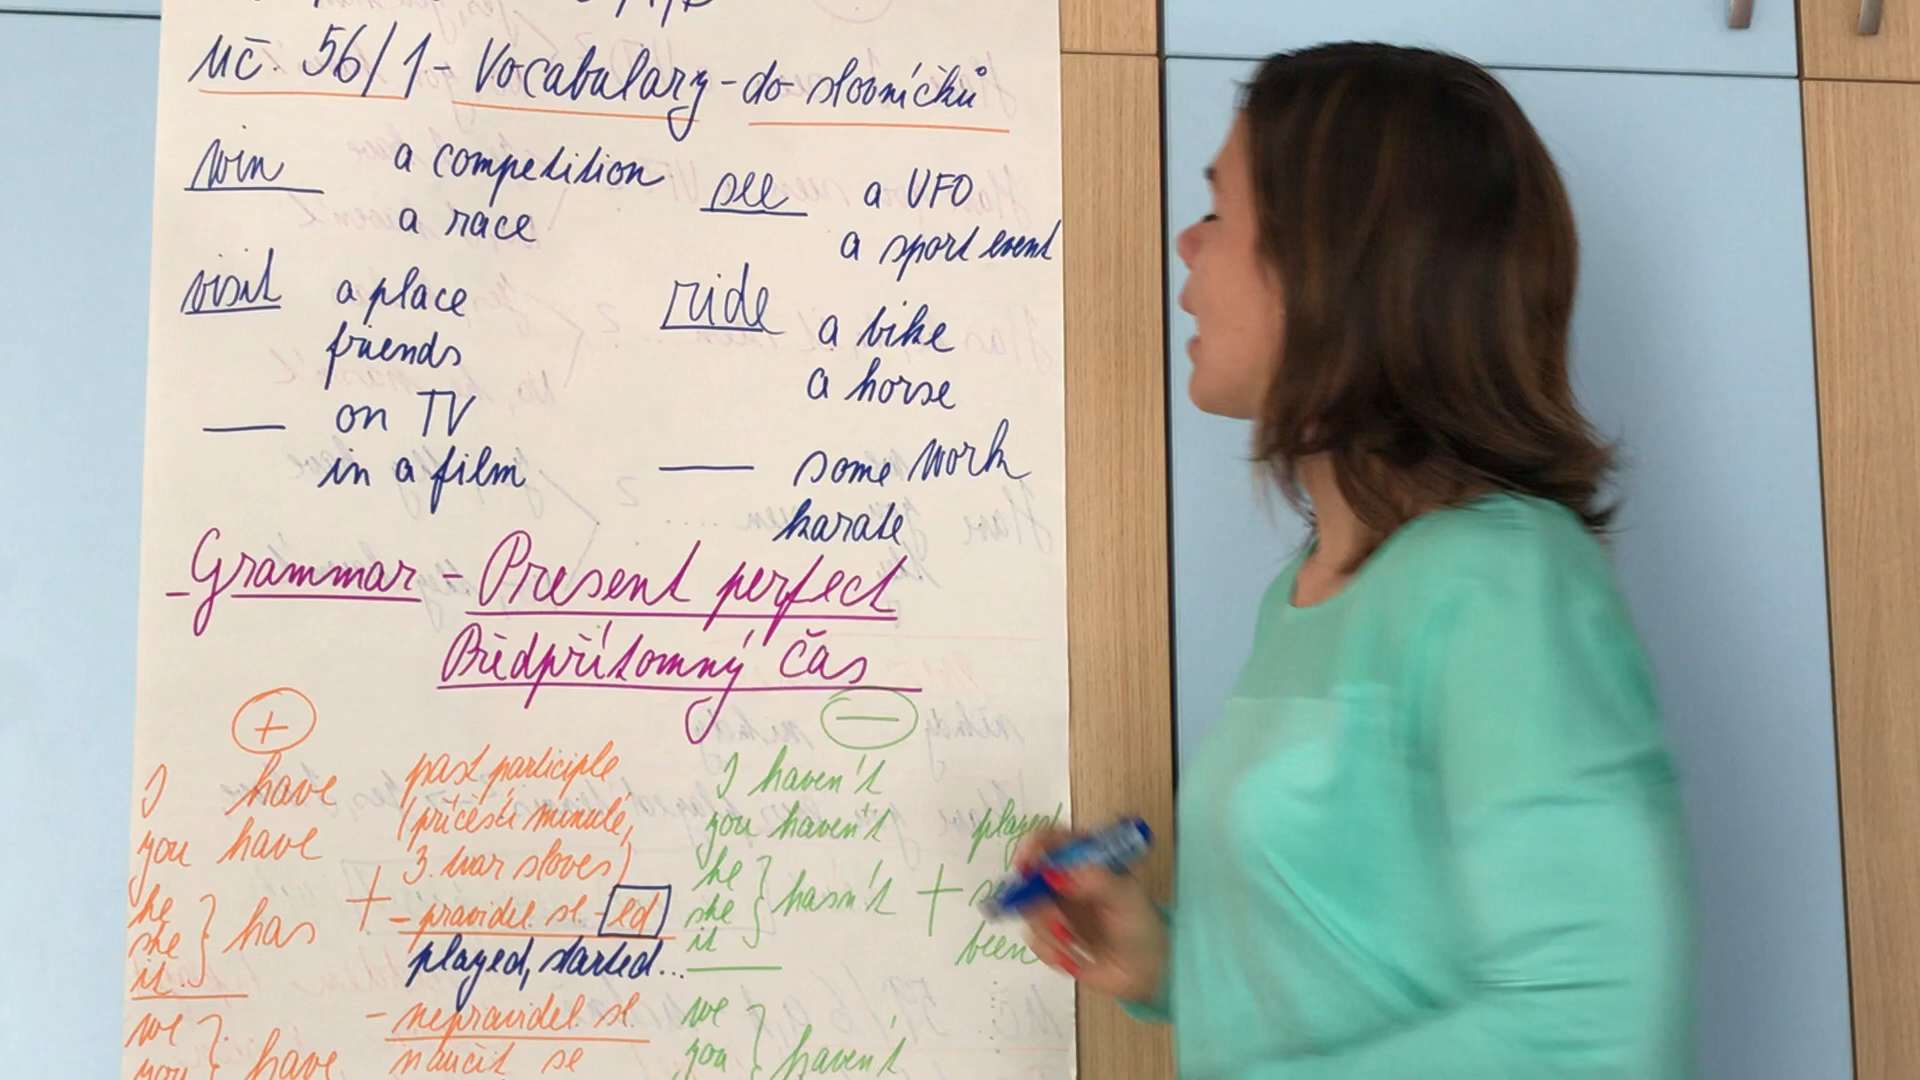 uč. 56/1 - Vocabulary - do slovníčků
win a competition
a race
see a UFO
a sport event
visit a place
friends
ride a bike
a horse
on TV
in a film
some work
karate
- Grammar - Present perfect
Předpřítomný čas
+
I have
you have
he
she
it
has
we
you
have
+
past participle
(příčestí minulé,
3. tvar sloves)
- pravidel. sl. -ed
played, started...
- nepravidel sl.
naučit se
—
I haven't
you haven't
he
she
it
hasn't
we
you
haven't
+
played
been